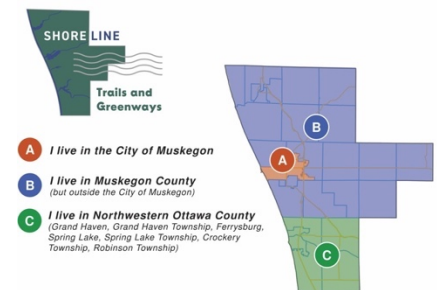 SHORELINE
Trails and
Greenways
A I live in the City of Muskegon
B I live in Muskegon County
(but outside the City of Muskegon)
C I live in Northwestern Ottawa County
(Grand Haven, Grand Haven Township, Ferrysburg,
Spring Lake, Spring Lake Township, Crockery
Township, Robinson Township)
B
A
C